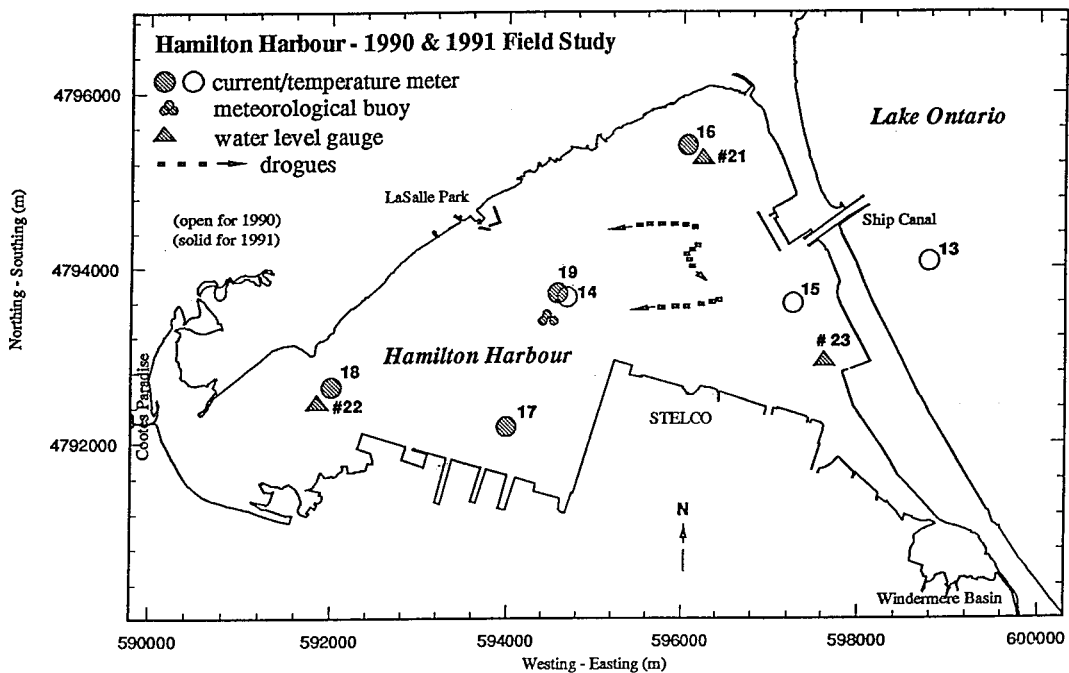 Hamilton Harbour - 1990 & 1991 Field Study
current/temperature meter
meteorological buoy
water level gauge
drogues
(open for 1990)
(solid for 1991)
LaSalle Park
Lake Ontario
Ship Canal
16
#21
13
19
14
15
# 23
Hamilton Harbour
18
#22
17
STELCO
Cootes Paradise
N
Windermere Basin
4796000
4794000
4792000
Northing - Southing (m)
590000
592000
594000
596000
598000
600000
Westing - Easting (m)